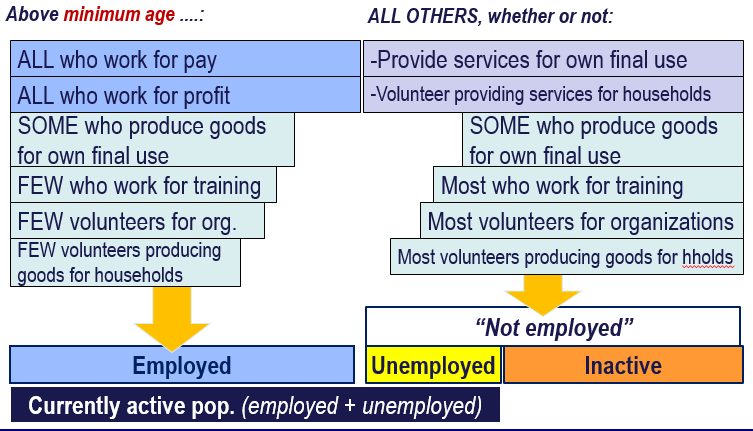 Above minimum age ....:
ALL who work for pay
ALL who work for profit
SOME who produce goods
for own final use
FEW who work for training
FEW volunteers for org.
FEW volunteers producing
goods for households
Employed
ALL OTHERS, whether or not:
-Provide services for own final use
-Volunteer providing services for households
SOME who produce goods
for own final use
Most who work for training
Most volunteers for organizations
Most volunteers producing goods for hholds
“Not employed”
Unemployed
Inactive
Currently active pop. (employed + unemployed)